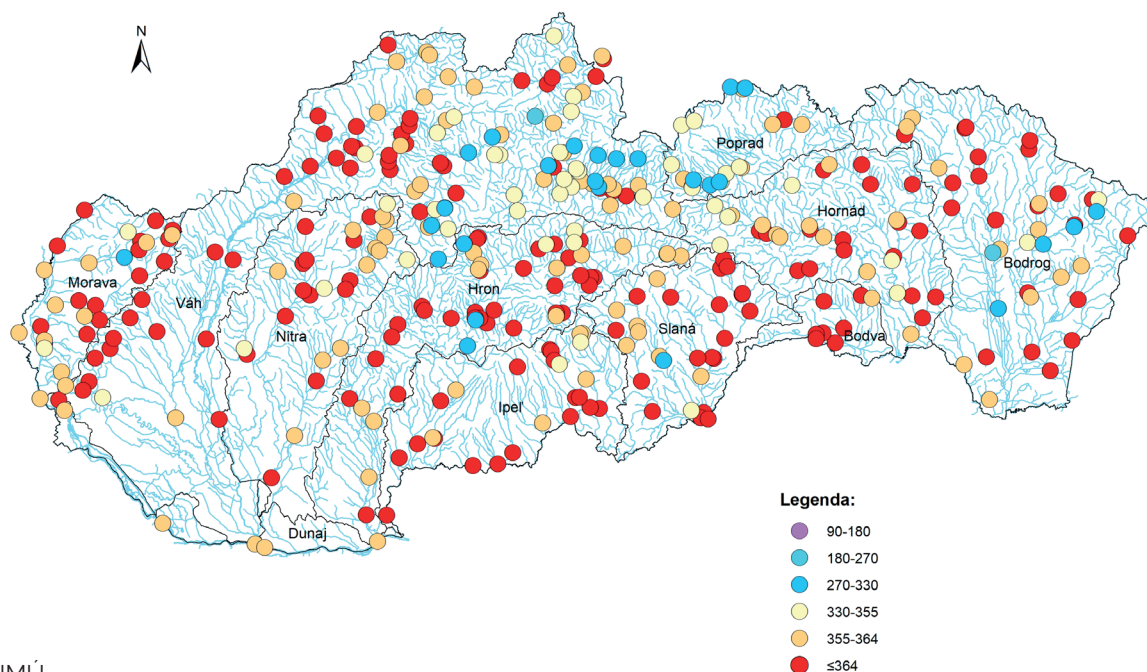 N
Poprad
Hornád
Bodrog
Morava
Váh
Hron
Slaná
Nitra
Bodva
Ipeľ
Dunaj
Legenda:
90-180
180-270
270-330
330-355
355-364
≤364